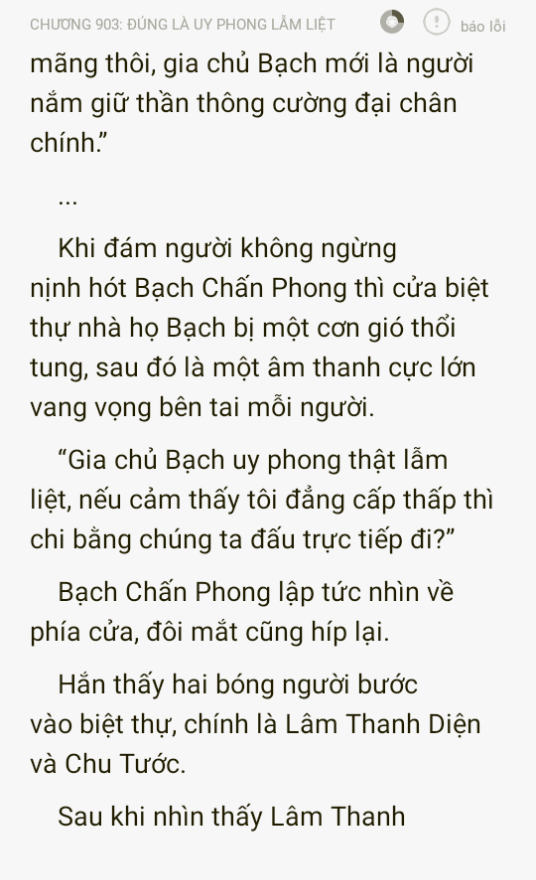 CHƯƠNG 903: ĐÚNG LÀ UY PHONG LẪM LIỆT
báo lỗi
mãng thôi, gia chủ Bạch mới là người
nắm giữ thần thông cường đại chân
chính.”
...
Khi đám người không ngừng
nịnh hót Bạch Chấn Phong thì cửa biệt
thự nhà họ Bạch bị một cơn gió thổi
tung, sau đó là một âm thanh cực lớn
vang vọng bên tai mỗi người.
“Gia chủ Bạch uy phong thật lẫm
liệt, nếu cảm thấy tôi đẳng cấp thấp thì
chi bằng chúng ta đấu trực tiếp đi?”
Bạch Chấn Phong lập tức nhìn về
phía cửa, đôi mắt cũng híp lại.
Hắn thấy hai bóng người bước
vào biệt thự, chính là Lâm Thanh Diện
và Chu Tước.
Sau khi nhìn thấy Lâm Thanh